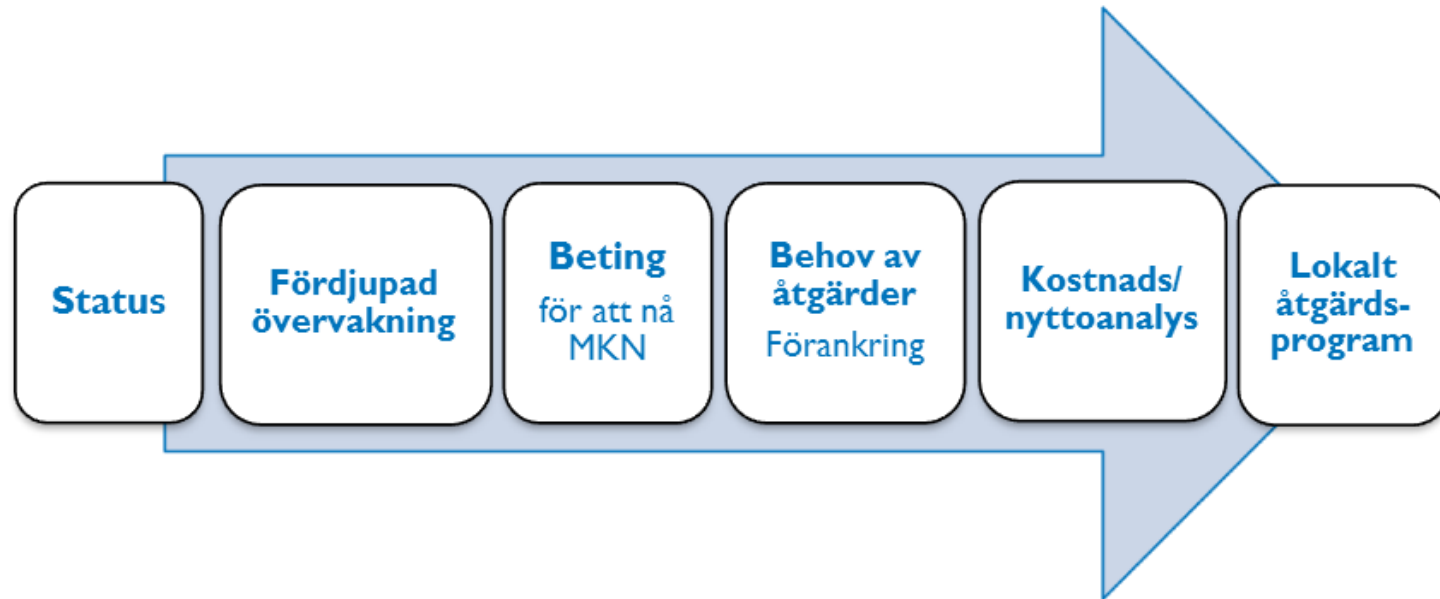 Status
Fördjupad
övervakning
Beting
för att nå
MKN
Behov av
åtgärder
Förankring
Kostnads/
nyttoanalys
Lokalt
åtgärds-
program